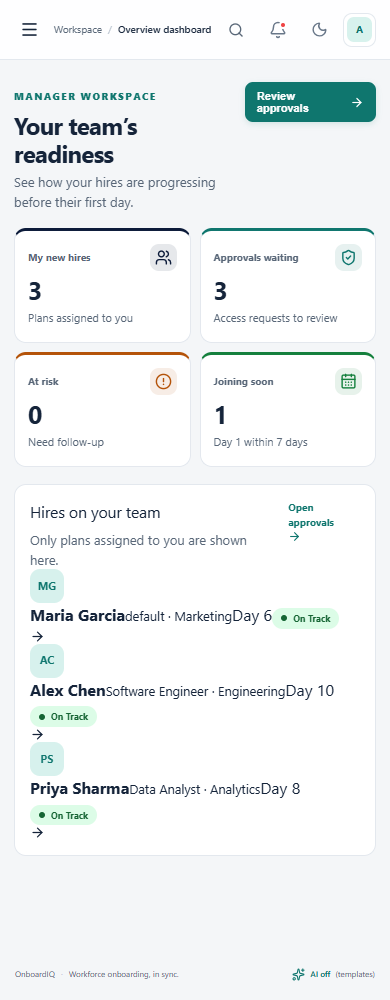 Workspace / Overview dashboard
A
MANAGER WORKSPACE
Your team's
readiness
See how your hires are progressing
before their first day.
Review
approvals →
My new hires
3
Plans assigned to you
Approvals waiting
3
Access requests to review
At risk
0
Need follow-up
Joining soon
1
Day 1 within 7 days
Hires on your team
Only plans assigned to you are shown
here.
Open
approvals
→
MG
Maria Garciadefault · MarketingDay 6 On Track
→
AC
Alex ChenSoftware Engineer · EngineeringDay 10
On Track
→
PS
Priya SharmaData Analyst · AnalyticsDay 8
On Track
→
OnboardIQ · Workforce onboarding, in sync.
AI off (templates)